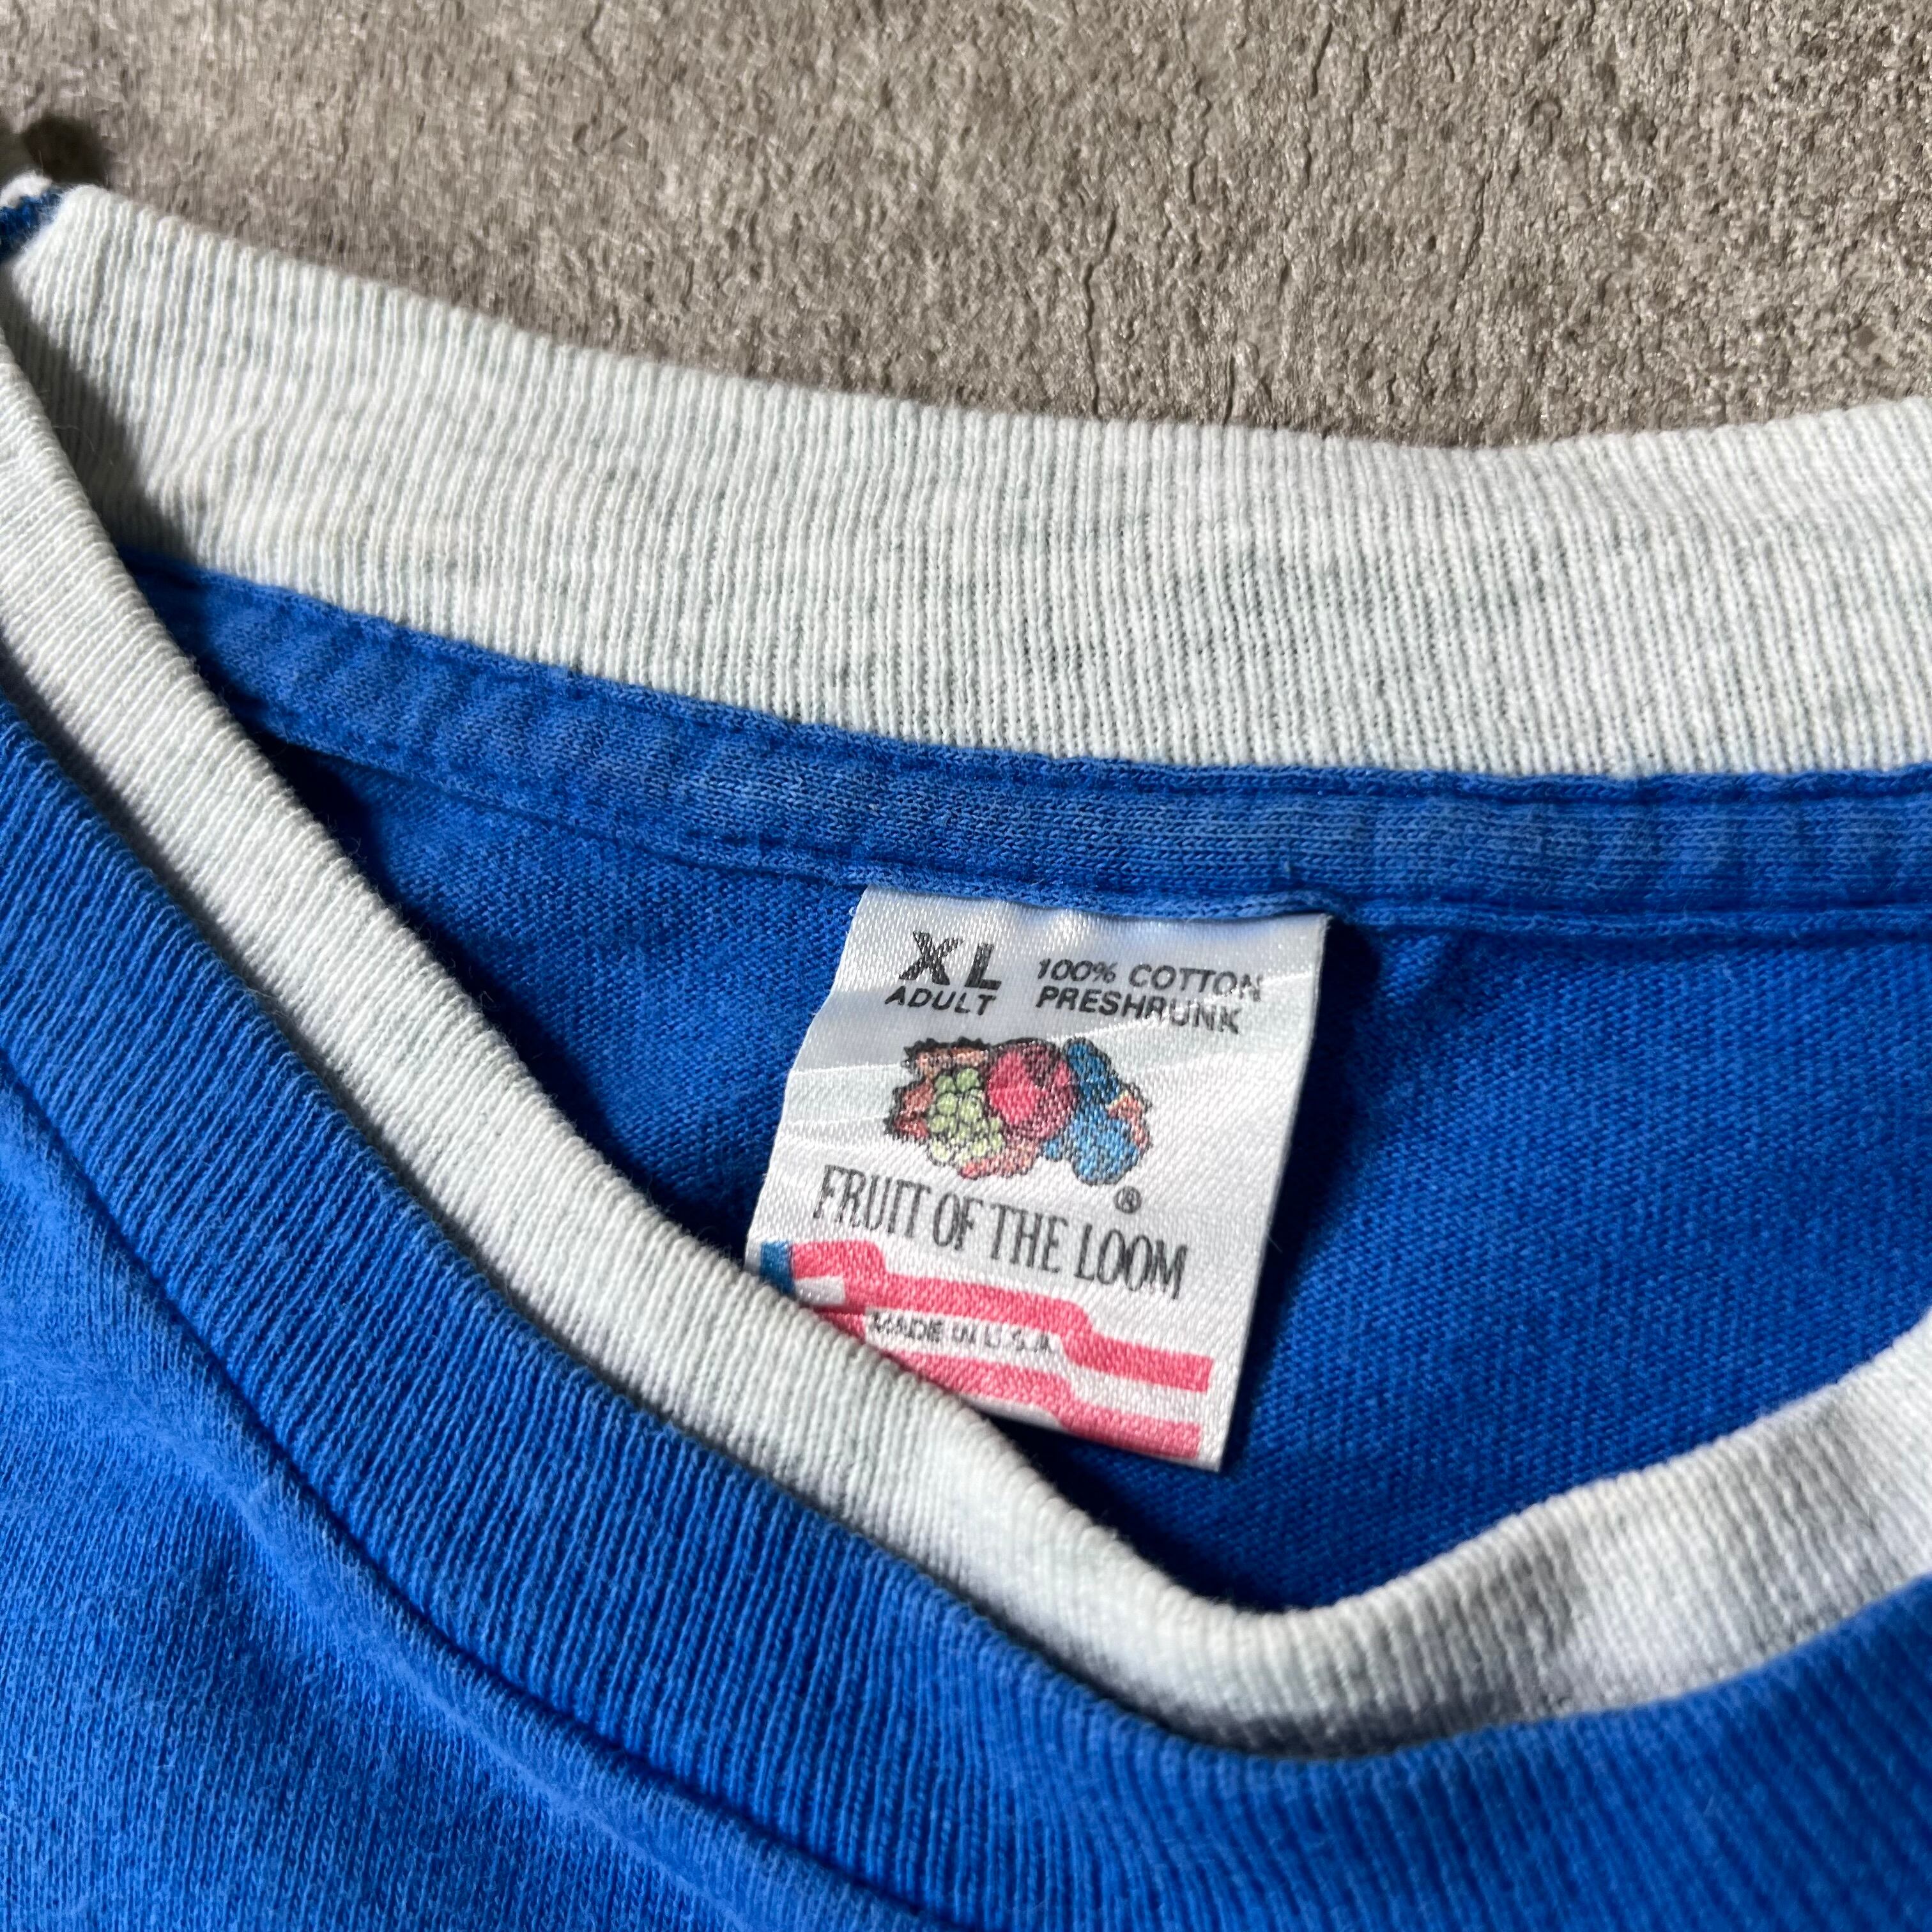 XL 100% COTTON
ADULT PRESHRUNK
FRUIT OF THE LOOM ®
MADE IN U.S.A.